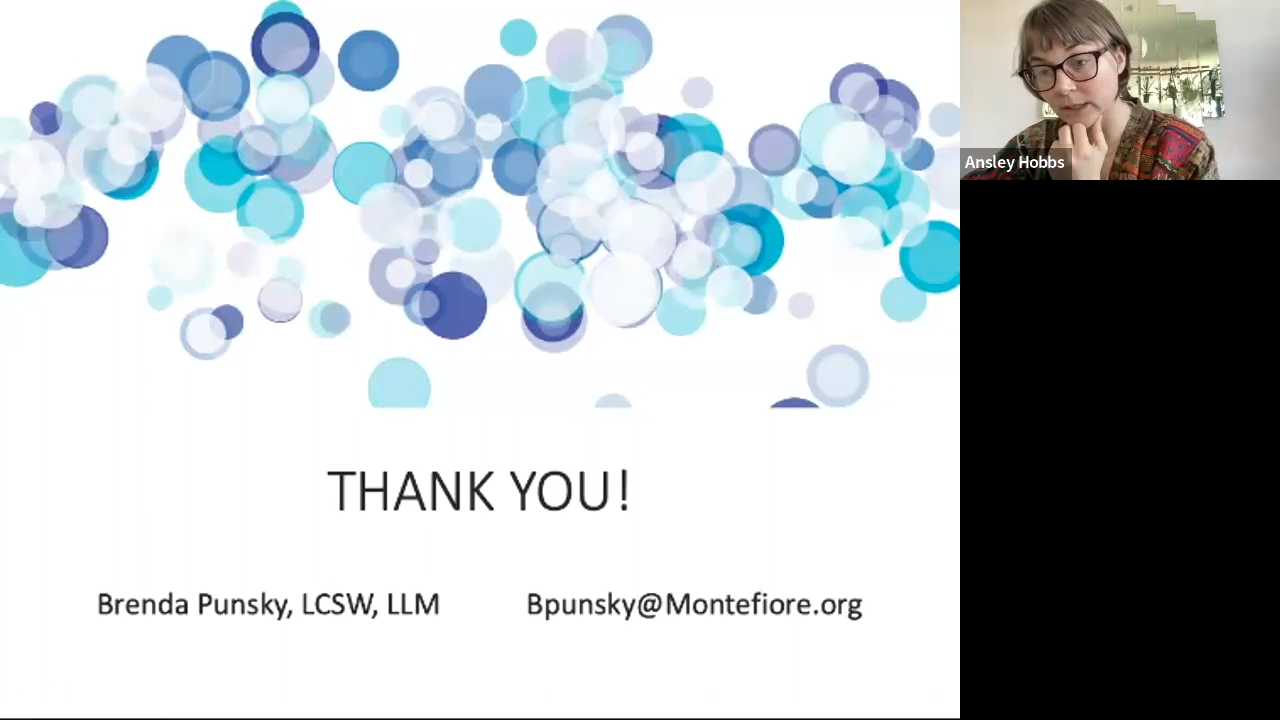 Ansley Hobbs
THANK YOU!
Brenda Punsky, LCSW, LLM
Bpunsky@Montefiore.org